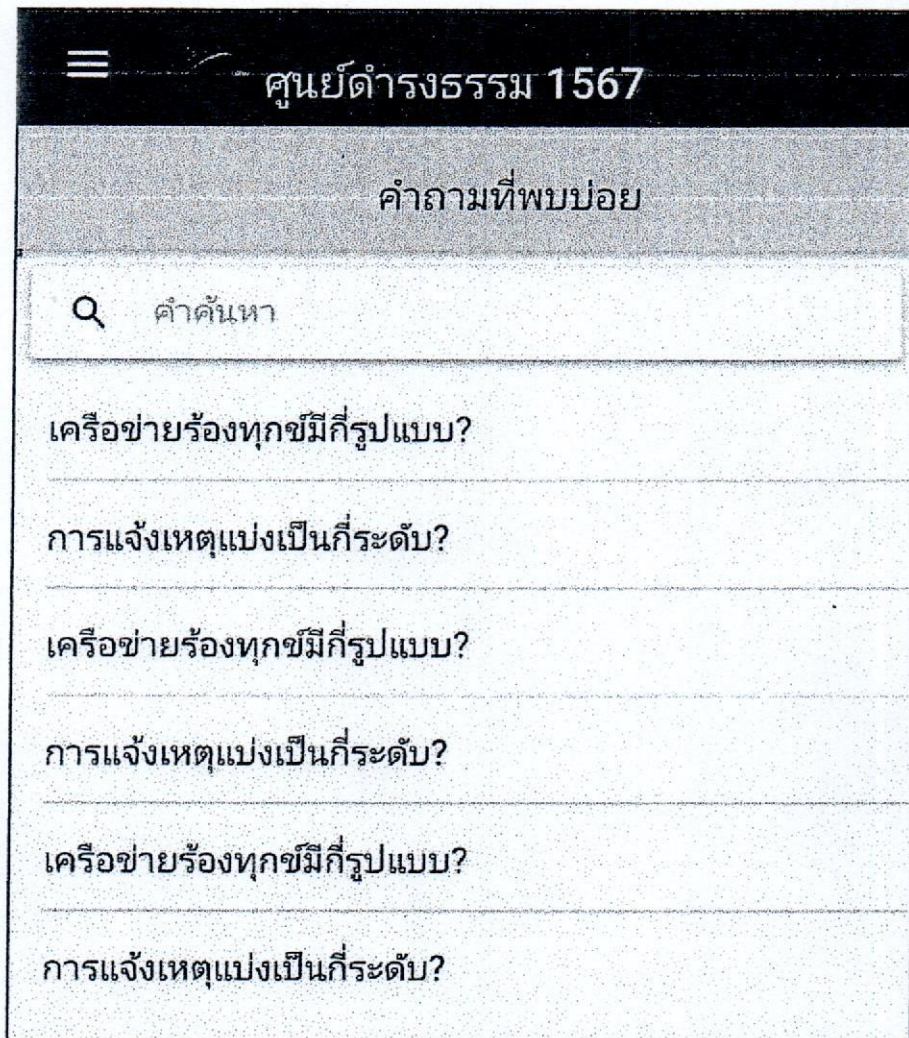 ศูนย์ดำรงธรรม 1567
คำถามที่พบบ่อย
คำค้นหา
เครือข่ายร้องทุกข์มีกี่รูปแบบ?
การแจ้งเหตุแบ่งเป็นกี่ระดับ?
เครือข่ายร้องทุกข์มีกี่รูปแบบ?
การแจ้งเหตุแบ่งเป็นกี่ระดับ?
เครือข่ายร้องทุกข์มีกี่รูปแบบ?
การแจ้งเหตุแบ่งเป็นกี่ระดับ?